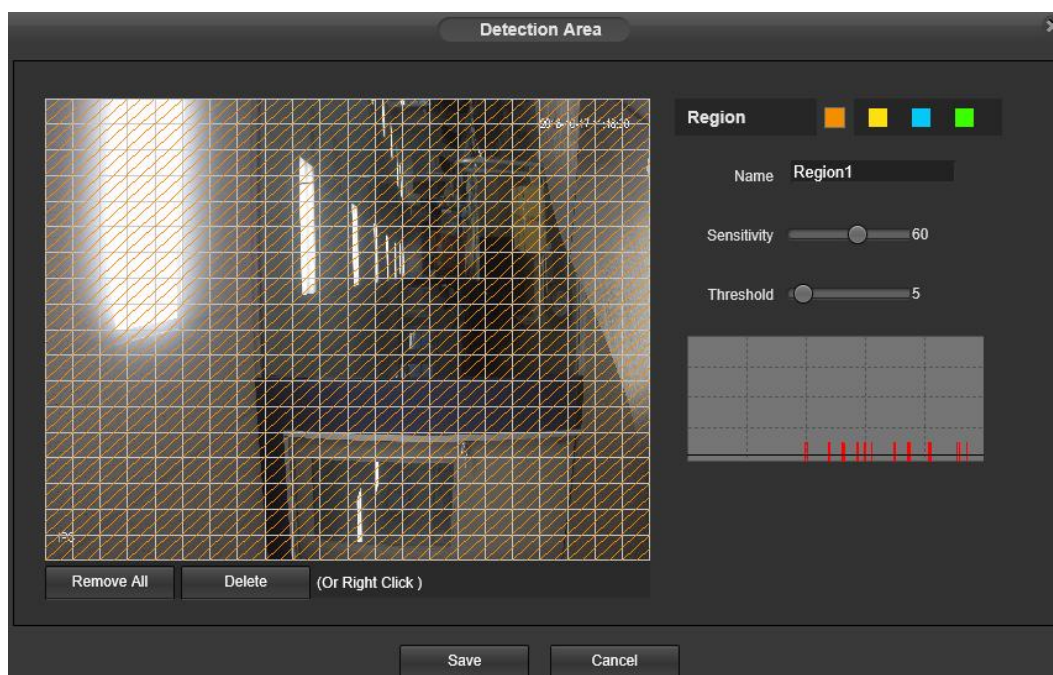 Detection Area
Region
Name Region1
Sensitivity 60
Threshold 5
Remove All Delete (Or Right Click )
Save Cancel